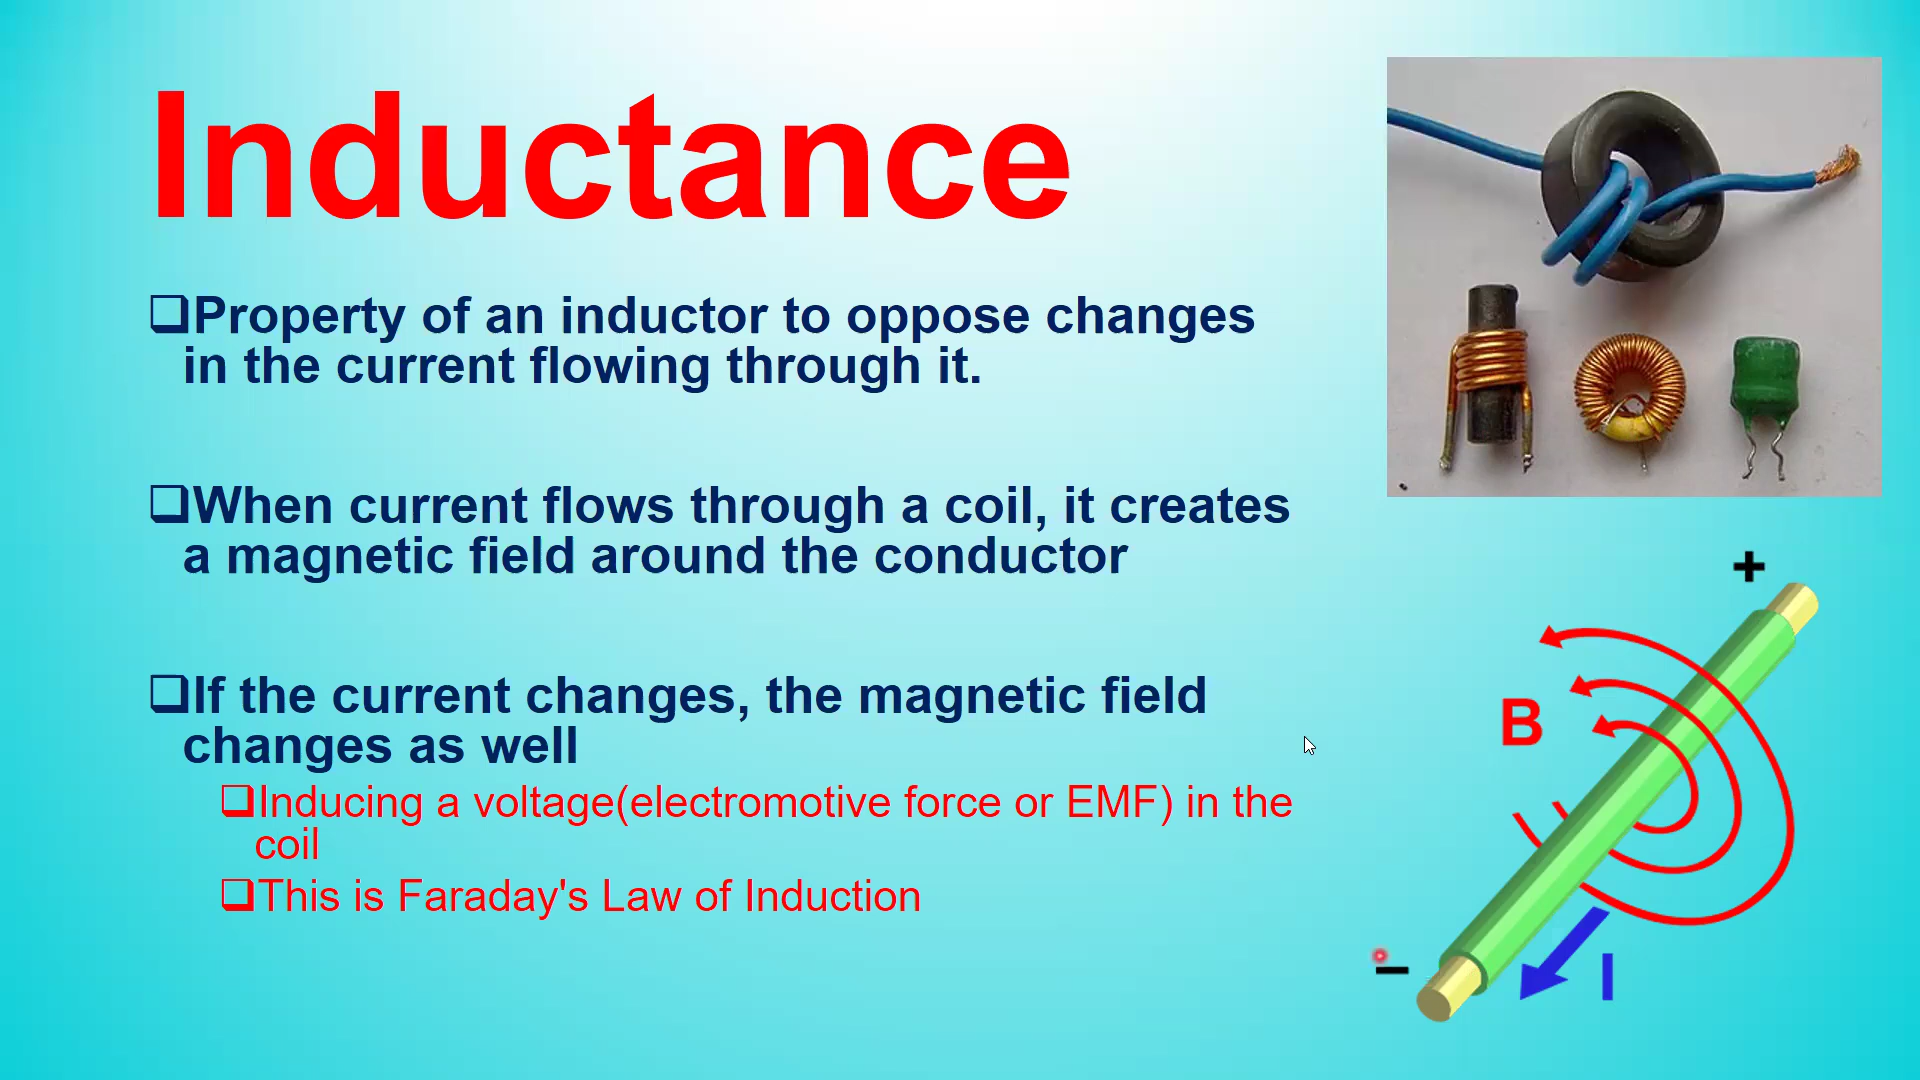 Inductance
❑Property of an inductor to oppose changes
in the current flowing through it.
❑When current flows through a coil, it creates
a magnetic field around the conductor
❑If the current changes, the magnetic field
changes as well
❑Inducing a voltage(electromotive force or EMF) in the
coil
❑This is Faraday's Law of Induction
+
B
I
−